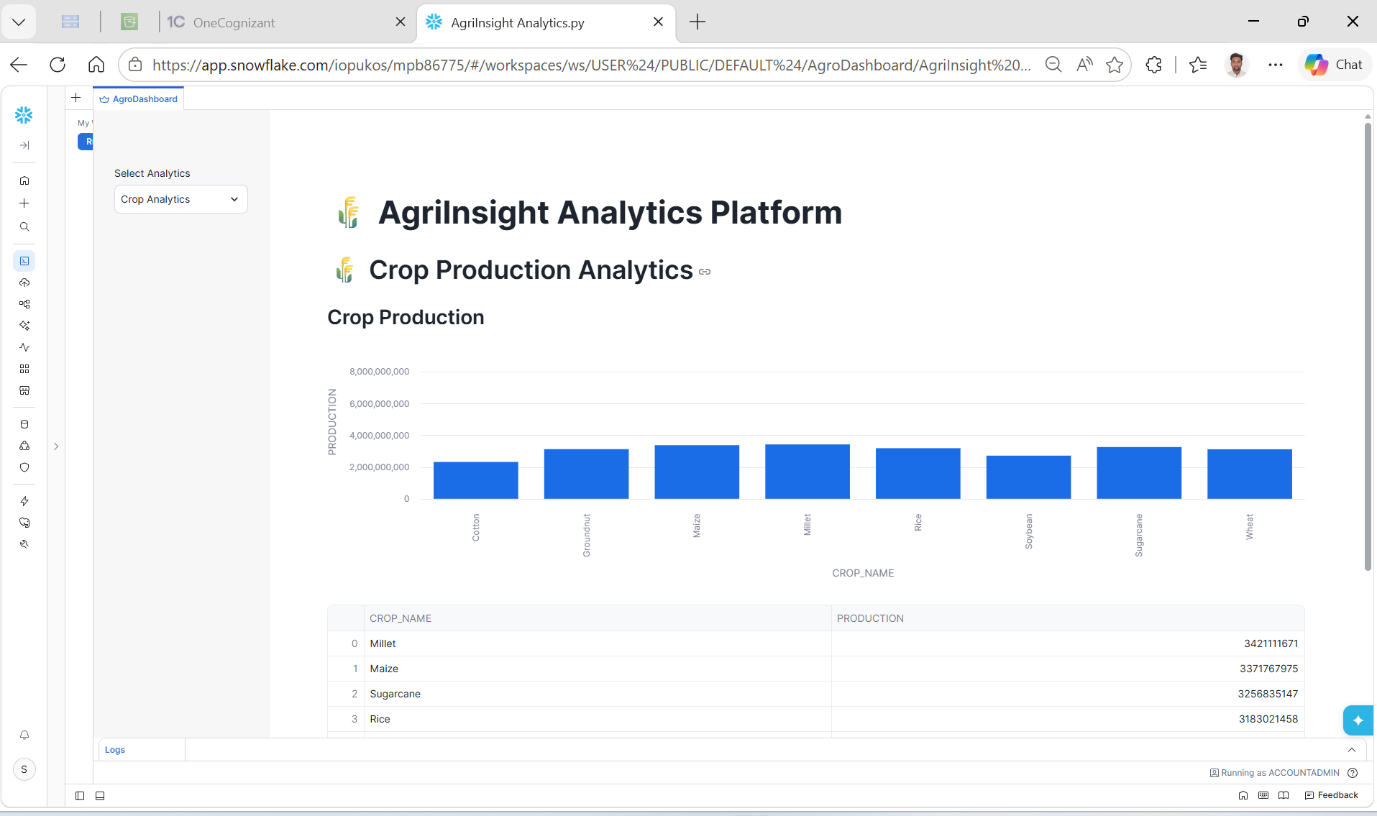 1C OneCognizant
AgriInsight Analytics.py
https://app.snowflake.com/iopukos/mpb86775/#/workspaces/ws/USER%24/PUBLIC/DEFAULT%24/AgroDashboard/AgriInsight%20...
Chat
AgroDashboard
My
Select Analytics
Crop Analytics
AgriInsight Analytics Platform
Crop Production Analytics
Crop Production
PRODUCTION
8,000,000,000
6,000,000,000
4,000,000,000
2,000,000,000
0
Cotton
Groundnut
Maize
Millet
Rice
Soybean
Sugarcane
Wheat
CROP_NAME
CROP_NAME PRODUCTION
0 Millet 3421111671
1 Maize 3371767975
2 Sugarcane 3256835147
3 Rice 3183021458
Logs
S
Running as ACCOUNTADMIN
Feedback